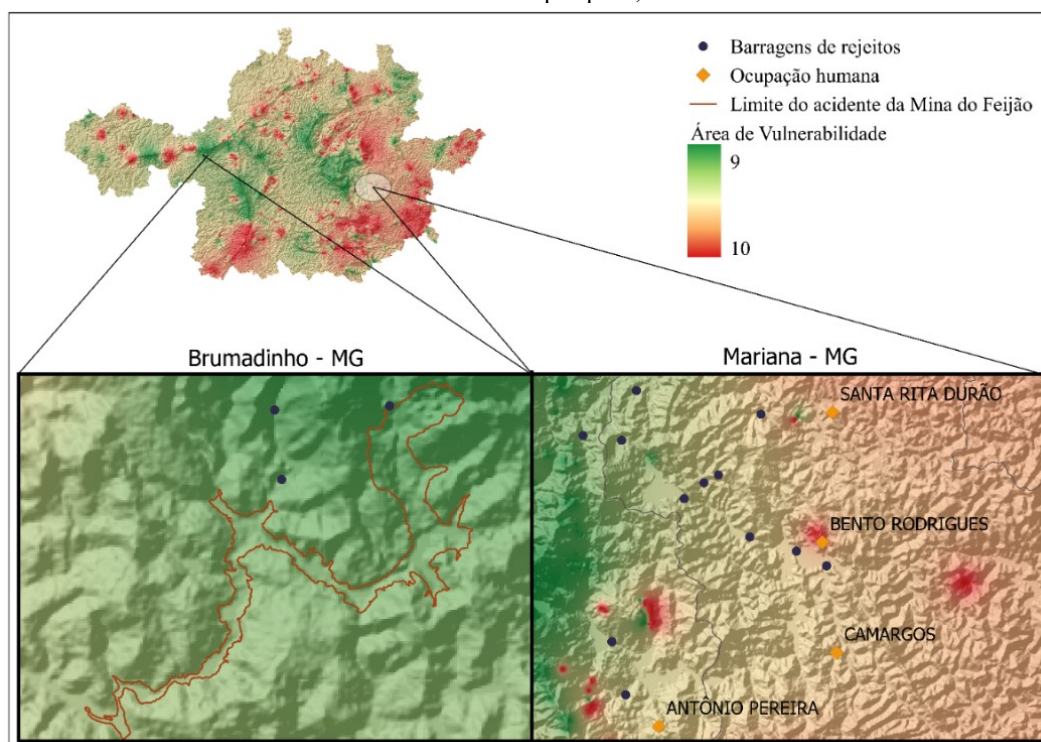 Barragens de rejeitos
Ocupação humana
Limite do acidente da Mina do Feijão
Área de Vulnerabilidade
9
10
Brumadinho - MG
Mariana - MG
SANTA RITA DURÃO
BENTO RODRIGUES
CAMARGOS
ANTÔNIO PEREIRA